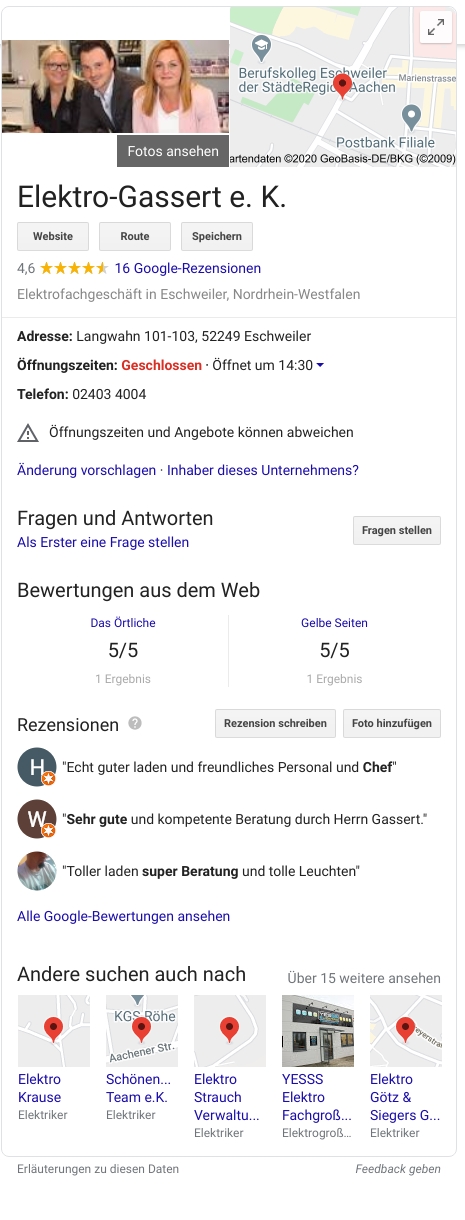 Berufskolleg Eschweiler
der StädteRegion Aachen
Marienstrasse
Postbank Filiale
Fotos ansehen
artendaten ©2020 GeoBasis-DE/BKG (©2009)
Elektro-Gassert e. K.
Website
Route
Speichern
4,6 16 Google-Rezensionen
Elektrofachgeschäft in Eschweiler, Nordrhein-Westfalen
Adresse: Langwahn 101-103, 52249 Eschweiler
Öffnungszeiten: Geschlossen · Öffnet um 14:30
Telefon: 02403 4004
Öffnungszeiten und Angebote können abweichen
Änderung vorschlagen · Inhaber dieses Unternehmens?
Fragen und Antworten
Fragen stellen
Als Erster eine Frage stellen
Bewertungen aus dem Web
Das Örtliche
5/5
1 Ergebnis
Gelbe Seiten
5/5
1 Ergebnis
Rezensionen ?
Rezension schreiben
Foto hinzufügen
H
"Echt guter laden und freundliches Personal und Chef"
W
"Sehr gute und kompetente Beratung durch Herrn Gassert."
"Toller laden super Beratung und tolle Leuchten"
Alle Google-Bewertungen ansehen
Andere suchen auch nach
Über 15 weitere ansehen
Elektro
Krause
Elektriker
KGS Röhe
Aachener Str.
Schönen...
Team e.K.
Elektriker
Elektro
Strauch
Verwaltu...
Elektriker
YESSS
Elektro
Fachgroß...
Elektrogroß...
Elektro
Götz &
Siegers G...
Elektriker
Erläuterungen zu diesen Daten
Feedback geben